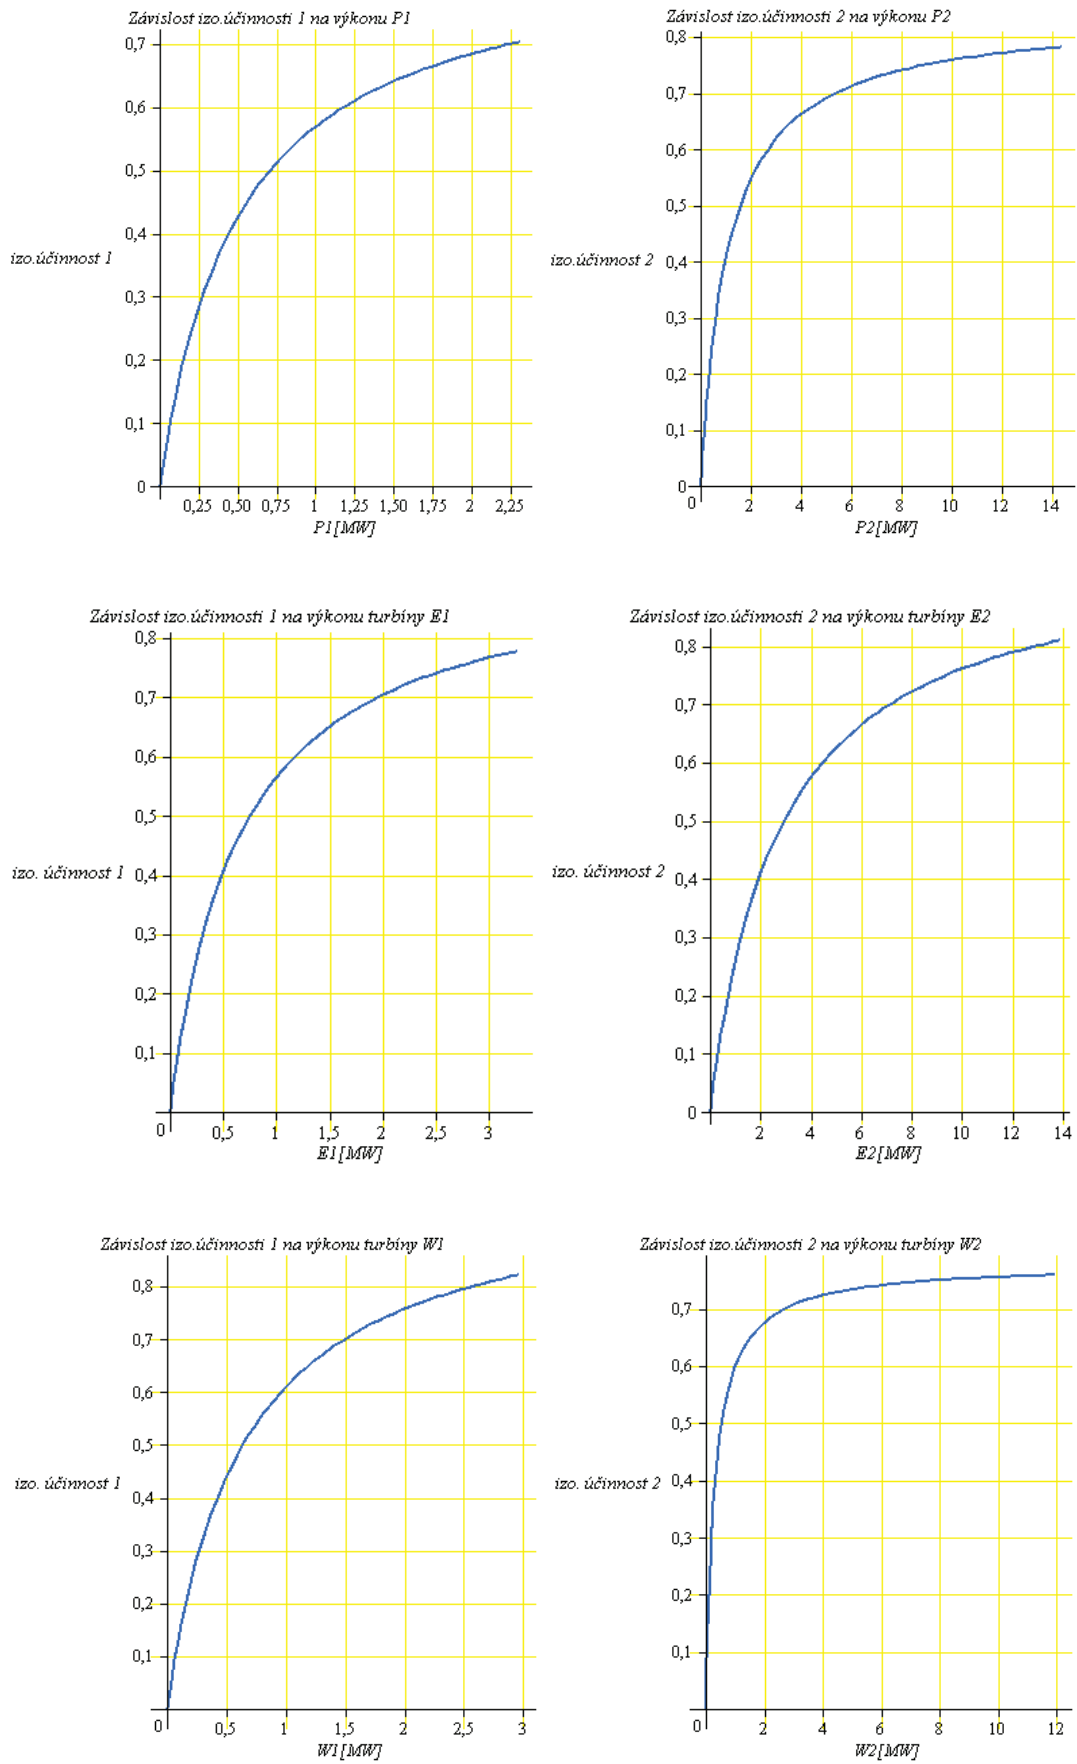 Závislost izo.účinnosti 1 na výkonu P1
0,7
0,6
0,5
0,4
izo.účinnost 1
0,3
0,2
0,1
0
0,25 0,50 0,75 1 1,25 1,50 1,75 2 2,25
P1[MW]
Závislost izo.účinnosti 2 na výkonu P2
0,8
0,7
0,6
0,5
izo.účinnost 2
0,4
0,3
0,2
0,1
0
0 2 4 6 8 10 12 14
P2[MW]
Závislost izo.účinnosti 1 na výkonu turbíny E1
0,8
0,7
0,6
0,5
izo. účinnost 1
0,4
0,3
0,2
0,1
0 0,5 1 1,5 2 2,5 3
E1[MW]
Závislost izo.účinnosti 2 na výkonu turbíny E2
0,8
0,7
0,6
0,5
izo. účinnost 2
0,4
0,3
0,2
0,1
0
2 4 6 8 10 12 14
E2[MW]
Závislost izo.účinnosti 1 na výkonu turbíny W1
0,8
0,7
0,6
0,5
izo. účinnost 1
0,4
0,3
0,2
0,1
0 0,5 1 1,5 2 2,5 3
W1[MW]
Závislost izo.účinnosti 2 na výkonu turbíny W2
0,7
0,6
0,5
izo. účinnost 2
0,4
0,3
0,2
0,1
0 2 4 6 8 10 12
W2[MW]